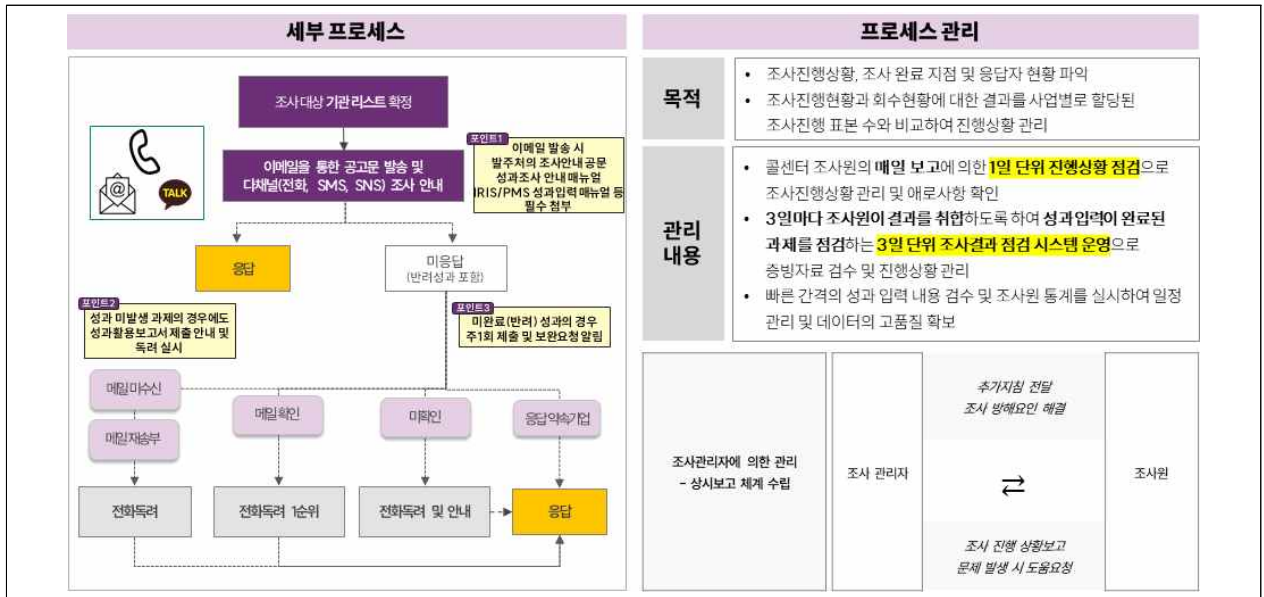 세부 프로세스
조사 대상 기관 리스트 확정
TALK
이메일을 통한 공고문 발송 및
다채널(전화, SMS, SNS) 조사 안내
포인트1
이메일 발송 시
발주처의 조사안내 공문
성과조사 안내 매뉴얼
IRIS/PMS 성과입력 매뉴얼 등
필수 첨부
응답
미응답
(반려성과 포함)
포인트2
성과 미발생 과제의 경우에도
성과활용보고서 제출 안내 및
독려 실시
포인트3
미완료(반려) 성과의 경우
주1회 제출 및 보완요청 알림
메일 미수신
메일 재송부
메일 확인
미확인
응답 약속기업
전화독려
전화독려 1순위
전화독려 및 안내
응답
프로세스 관리
목적
• 조사진행상황, 조사 완료 지점 및 응답자 현황 파악
• 조사진행현황과 회수현황에 대한 결과를 사업별로 할당된
조사진행 표본 수와 비교하여 진행상황 관리
관리
내용
• 콜센터 조사원의 매일 보고에 의한 1일 단위 진행상황 점검으로
조사진행상황 관리 및 애로사항 확인
• 3일마다 조사원이 결과를 취합하도록 하여 성과입력이 완료된
과제를 점검하는 3일 단위 조사결과 점검 시스템 운영으로
증빙자료 검수 및 진행상황 관리
• 빠른 간격의 성과 입력 내용 검수 및 조사원 통계를 실시하여 일정
관리 및 데이터의 고품질 확보
조사관리자에 의한 관리
- 상시보고 체계 수립
조사 관리자
추가지침 전달
조사 방해요인 해결
⇄
조사 진행 상황보고
문제 발생 시 도움요청
조사원